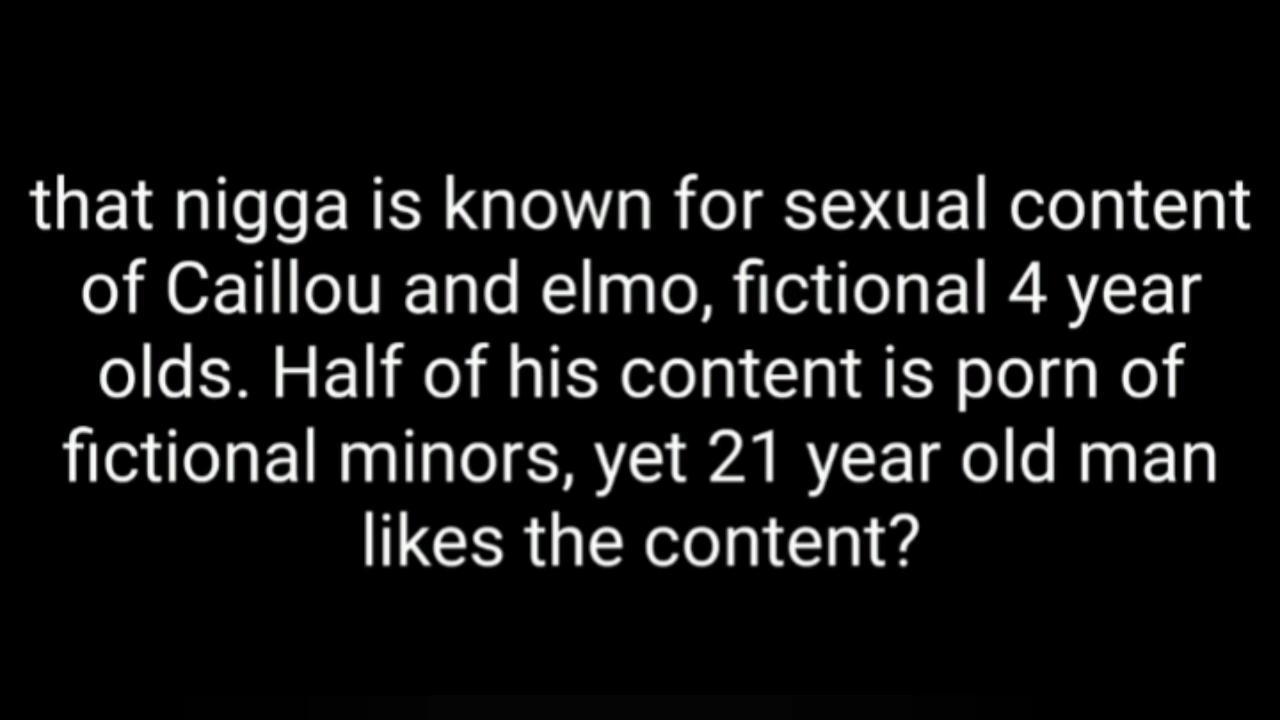 that nigga is known for sexual content
of Caillou and elmo, fictional 4 year
olds. Half of his content is porn of
fictional minors, yet 21 year old man
likes the content?